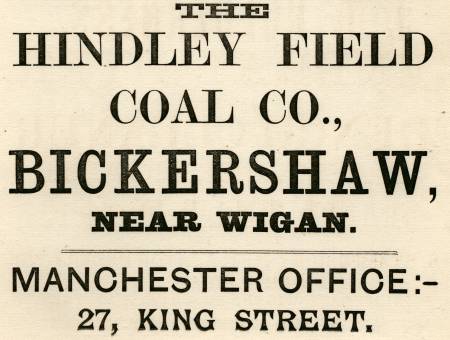 THE
HINDLEY FIELD
COAL CO.,
BICKERSHAW,
NEAR WIGAN.
MANCHESTER OFFICE:-
27, KING STREET.